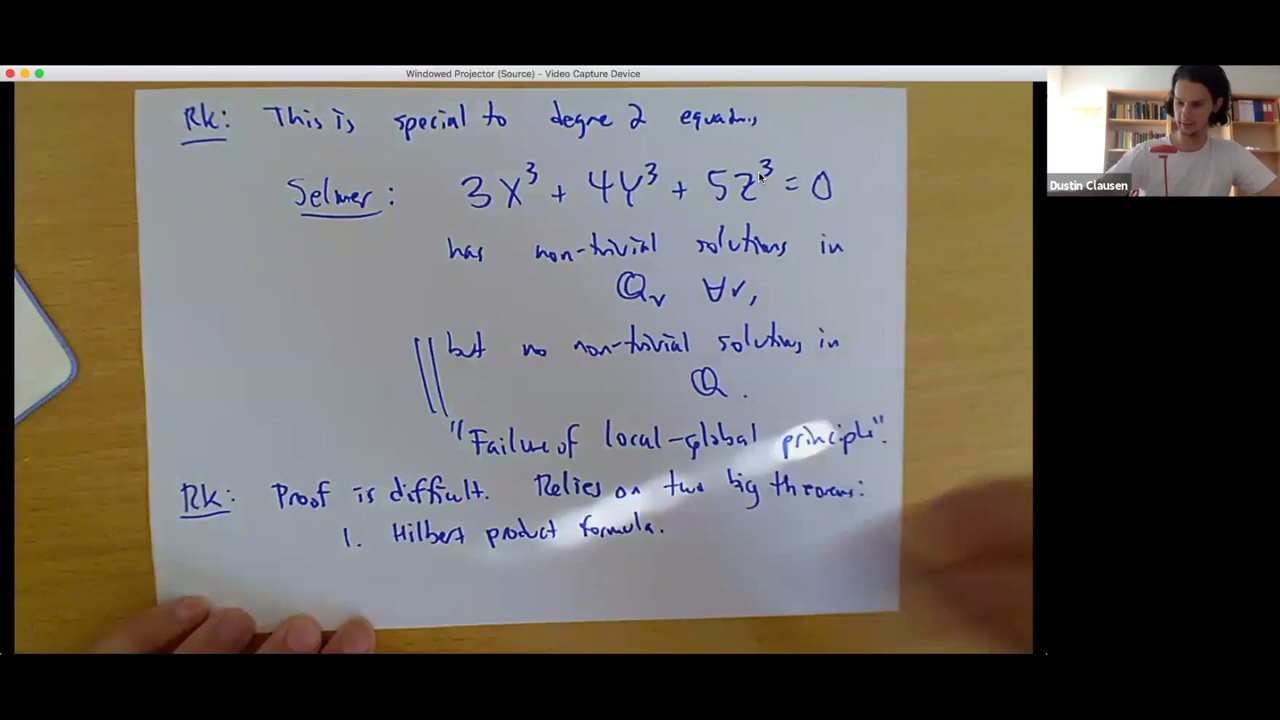 Windowed Projector (Source) - Video Capture Device
Rk: This is special to degree 2 equations
Selmer: 3X³ + 4Y³ + 5Z³ = 0
has non-trivial solutions in
ℚᵥ ∀v,
but no non-trivial solutions in
ℚ.
"Failure of local-global principle".
Rk: Proof is difficult. Relies on two big theorems:
1. Hilbert product formula.
Dustin Clausen